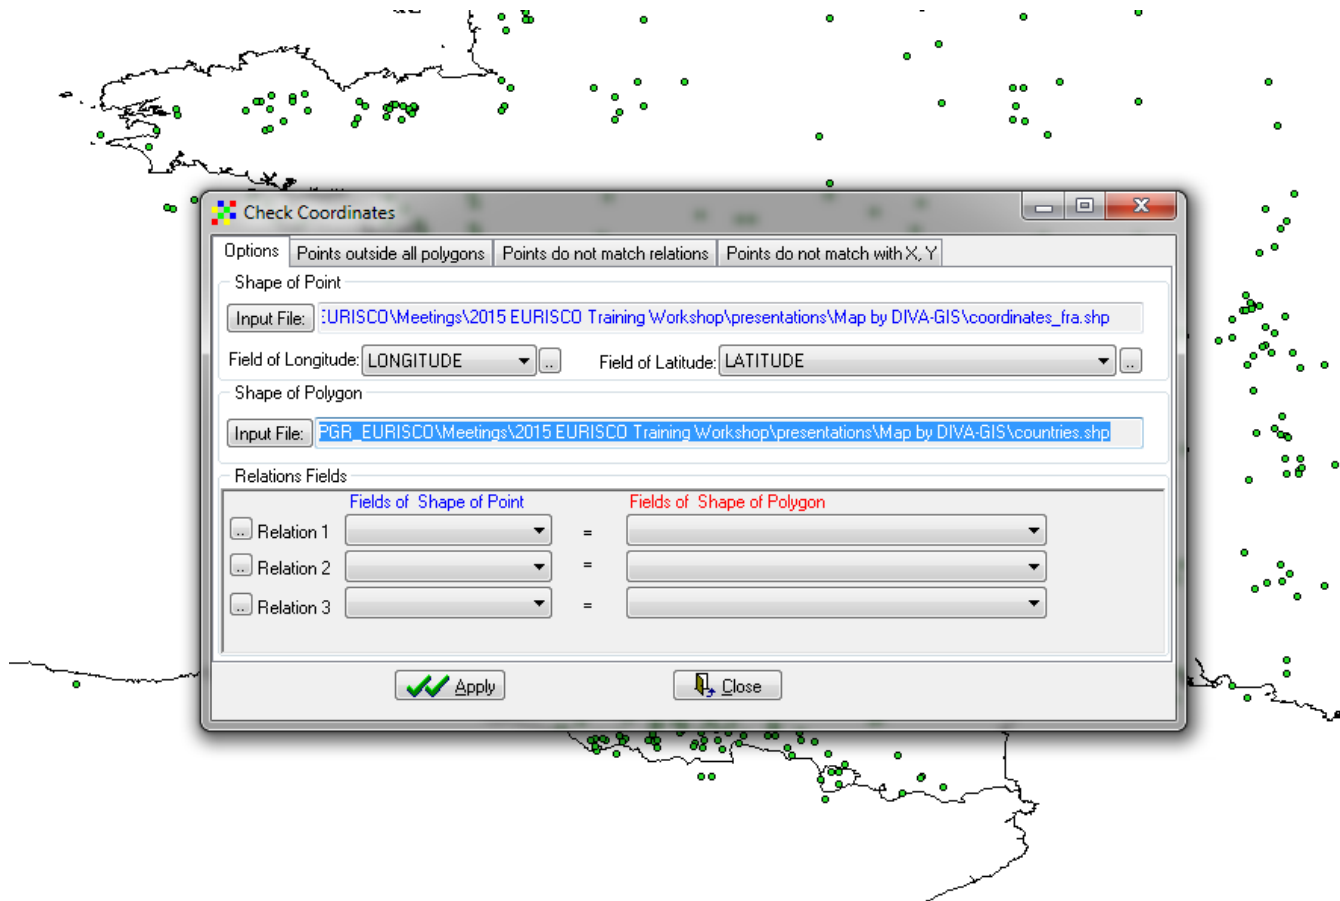 Check Coordinates
Options Points outside all polygons Points do not match relations Points do not match with X, Y
Shape of Point
Input File: EURISCO\Meetings\2015 EURISCO Training Workshop\presentations\Map by DIVA-GIS\coordinates_fra.shp
Field of Longitude: LONGITUDE .. Field of Latitude: LATITUDE ..
Shape of Polygon
Input File: PGR_EURISCO\Meetings\2015 EURISCO Training Workshop\presentations\Map by DIVA-GIS\countries.shp
Relations Fields
Fields of Shape of Point Fields of Shape of Polygon
.. Relation 1 =
.. Relation 2 =
.. Relation 3 =
Apply Close